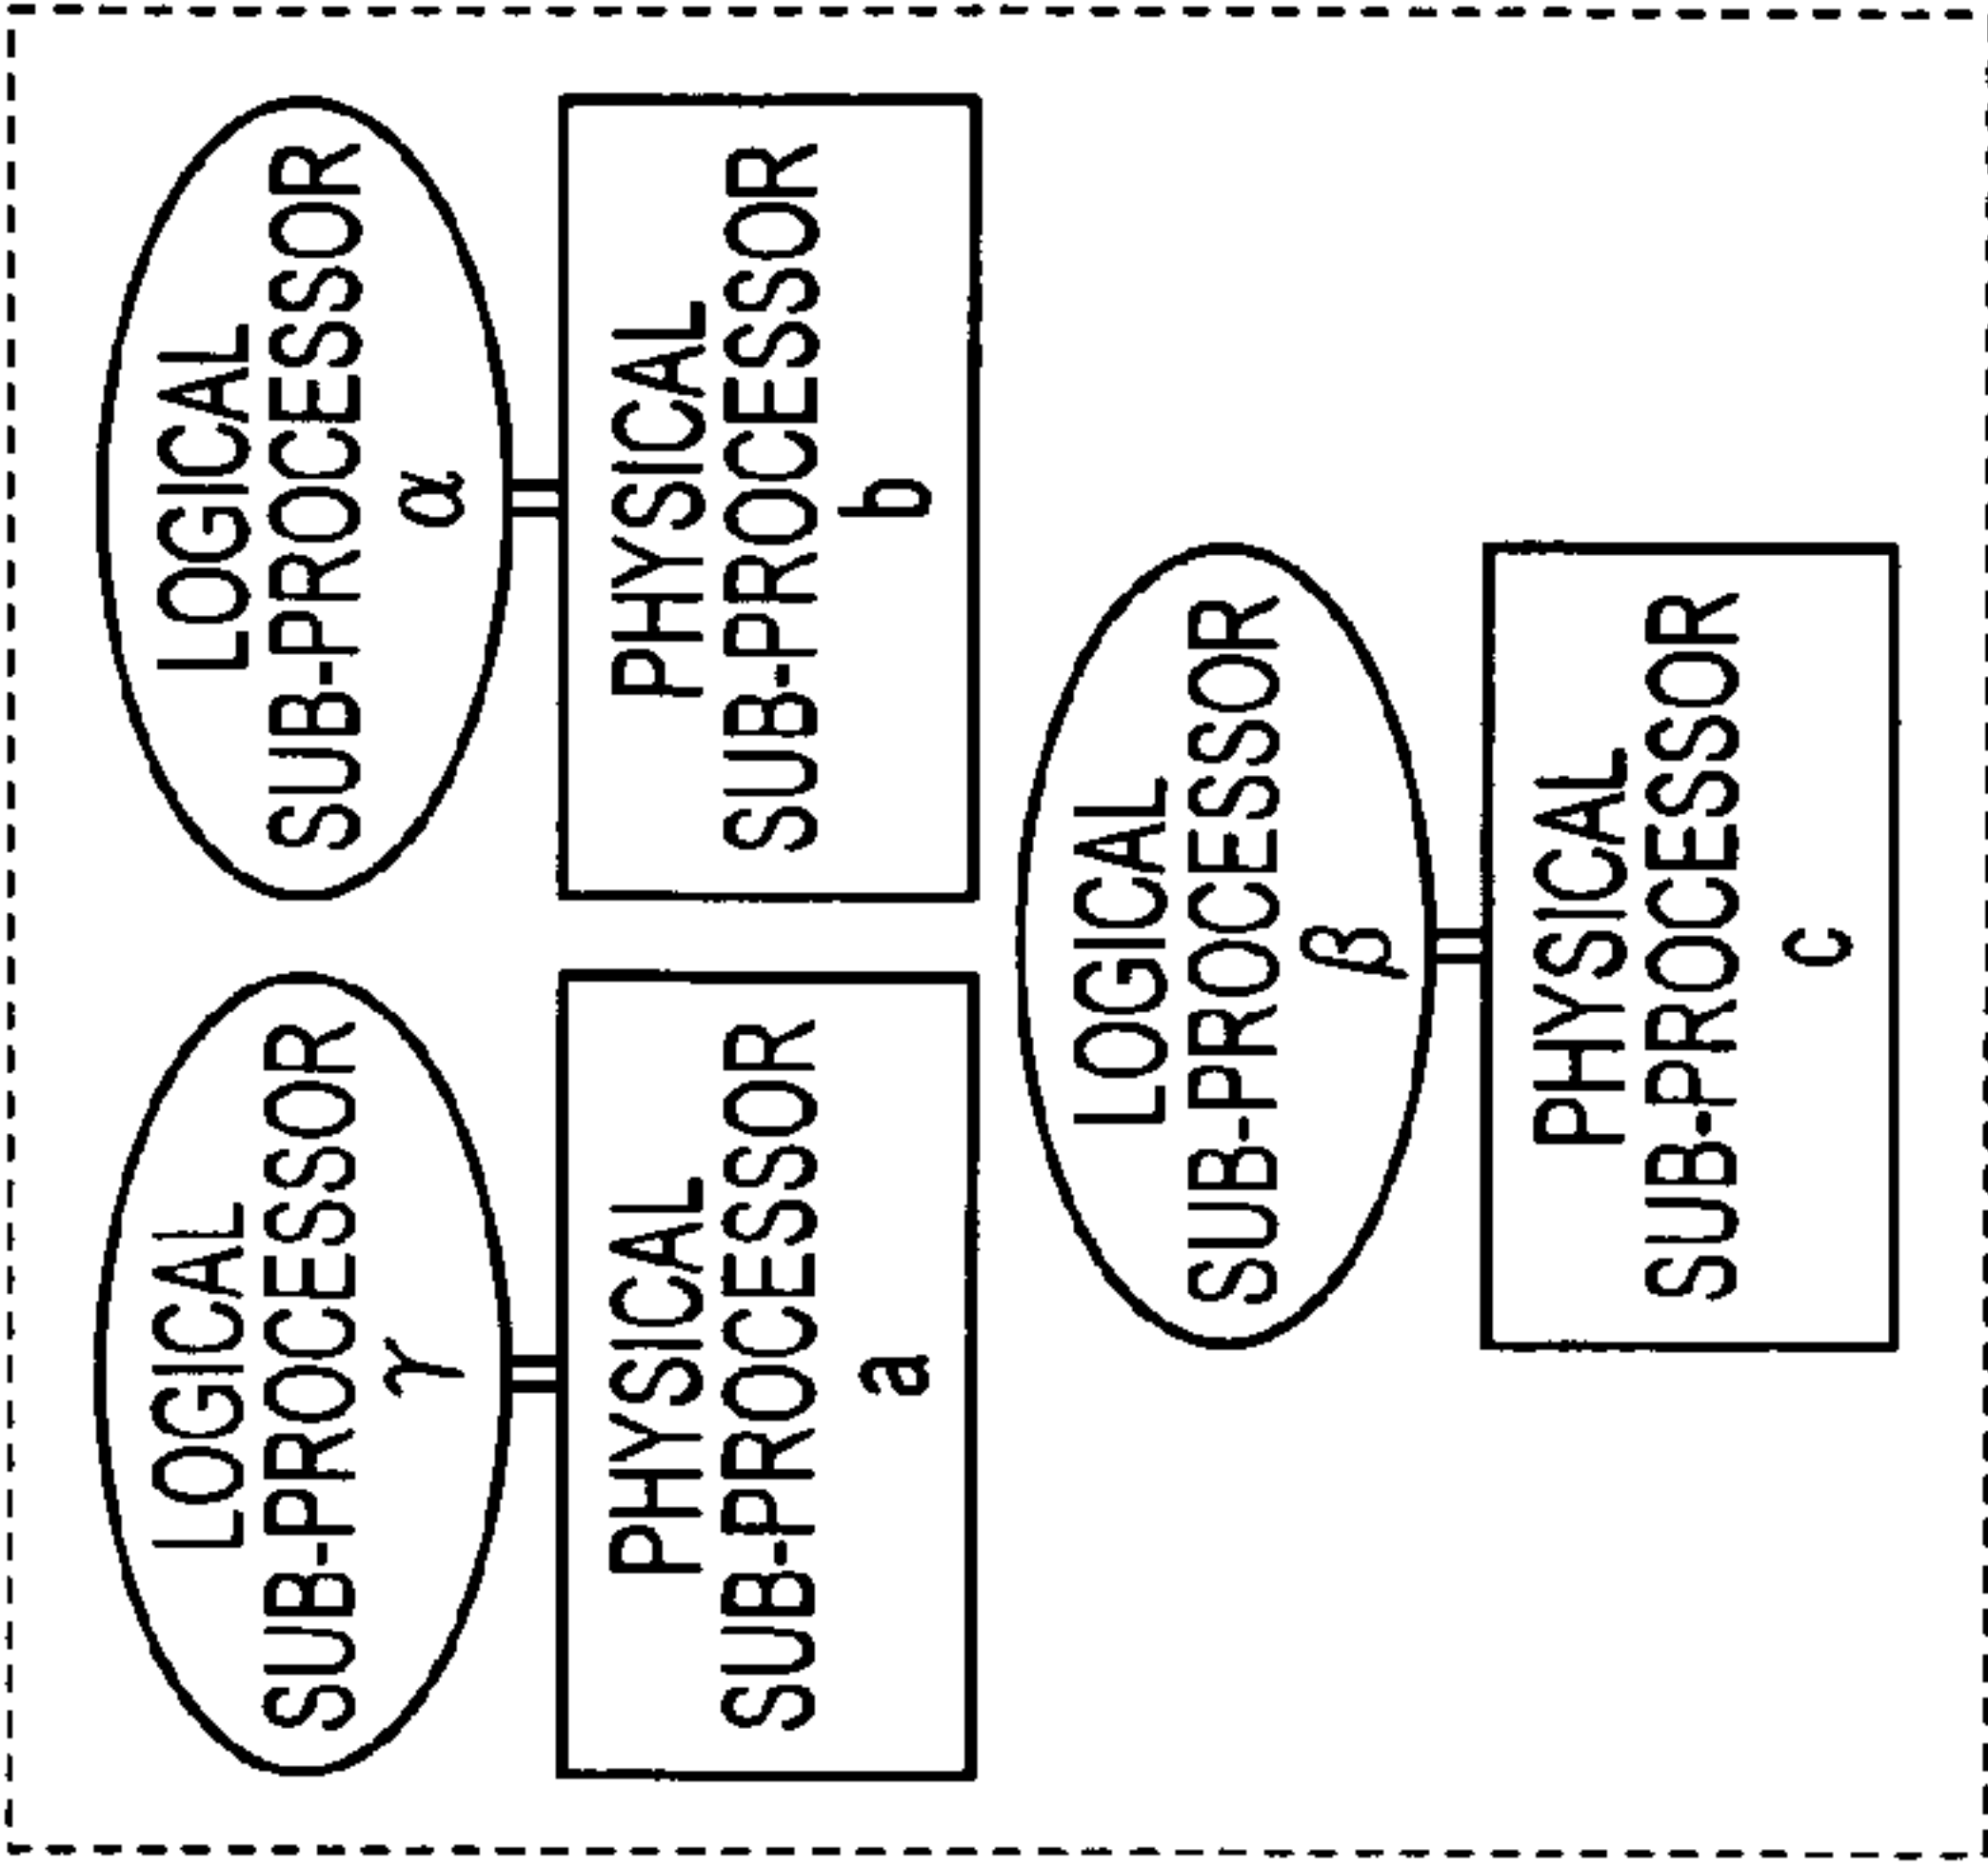 LOGICAL
SUB-PROCESSOR
γ
PHYSICAL
SUB-PROCESSOR
a
LOGICAL
SUB-PROCESSOR
α
PHYSICAL
SUB-PROCESSOR
b
LOGICAL
SUB-PROCESSOR
β
PHYSICAL
SUB-PROCESSOR
c